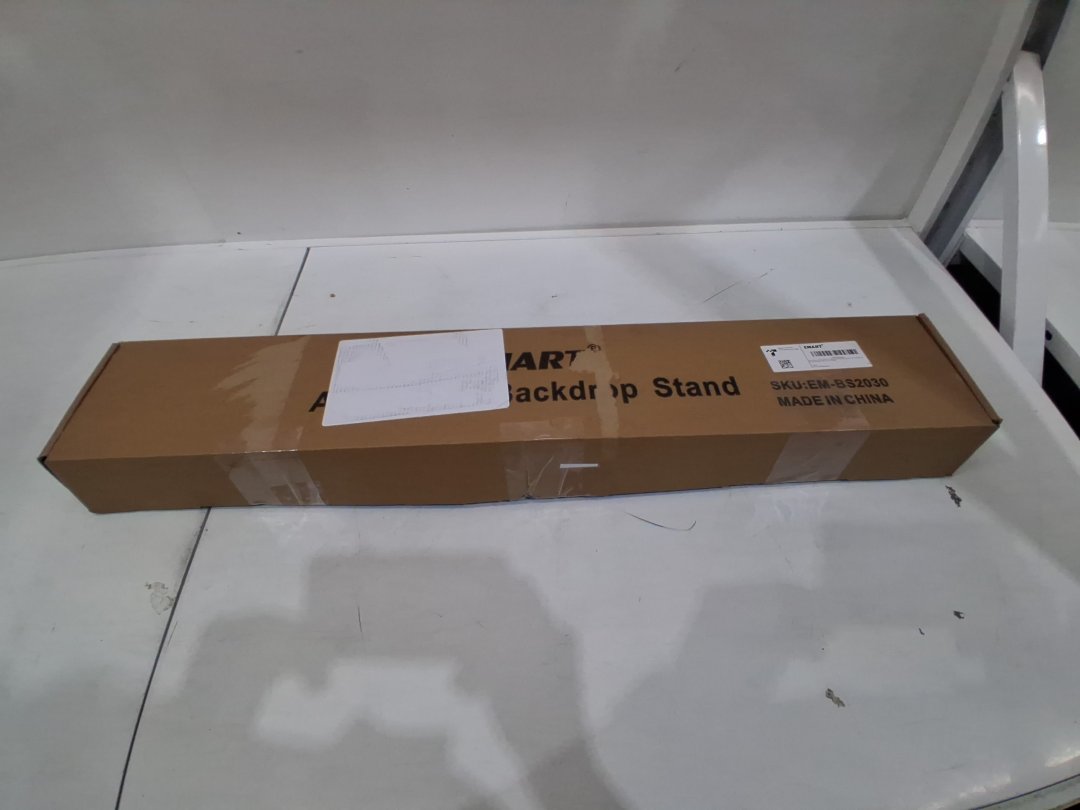 MART®
EMART
A Backdrop Stand
SKU:EM-BS2030
MADE IN CHINA